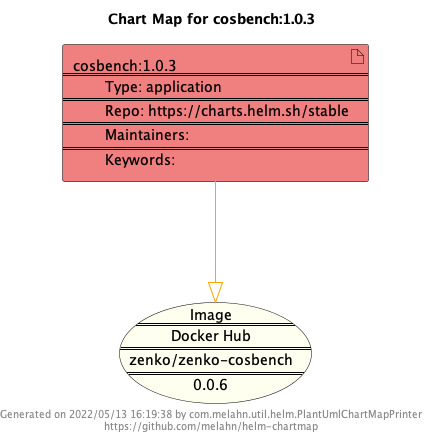 Chart Map for cosbench:1.0.3
cosbench:1.0.3
Type: application
Repo: https://charts.helm.sh/stable
Maintainers:
Keywords:
Image
Docker Hub
zenko/zenko-cosbench
0.0.6
Generated on 2022/05/13 16:19:38 by com.melahn.util.helm.PlantUmlChartMapPrinter
https://github.com/melahn/helm-chartmap